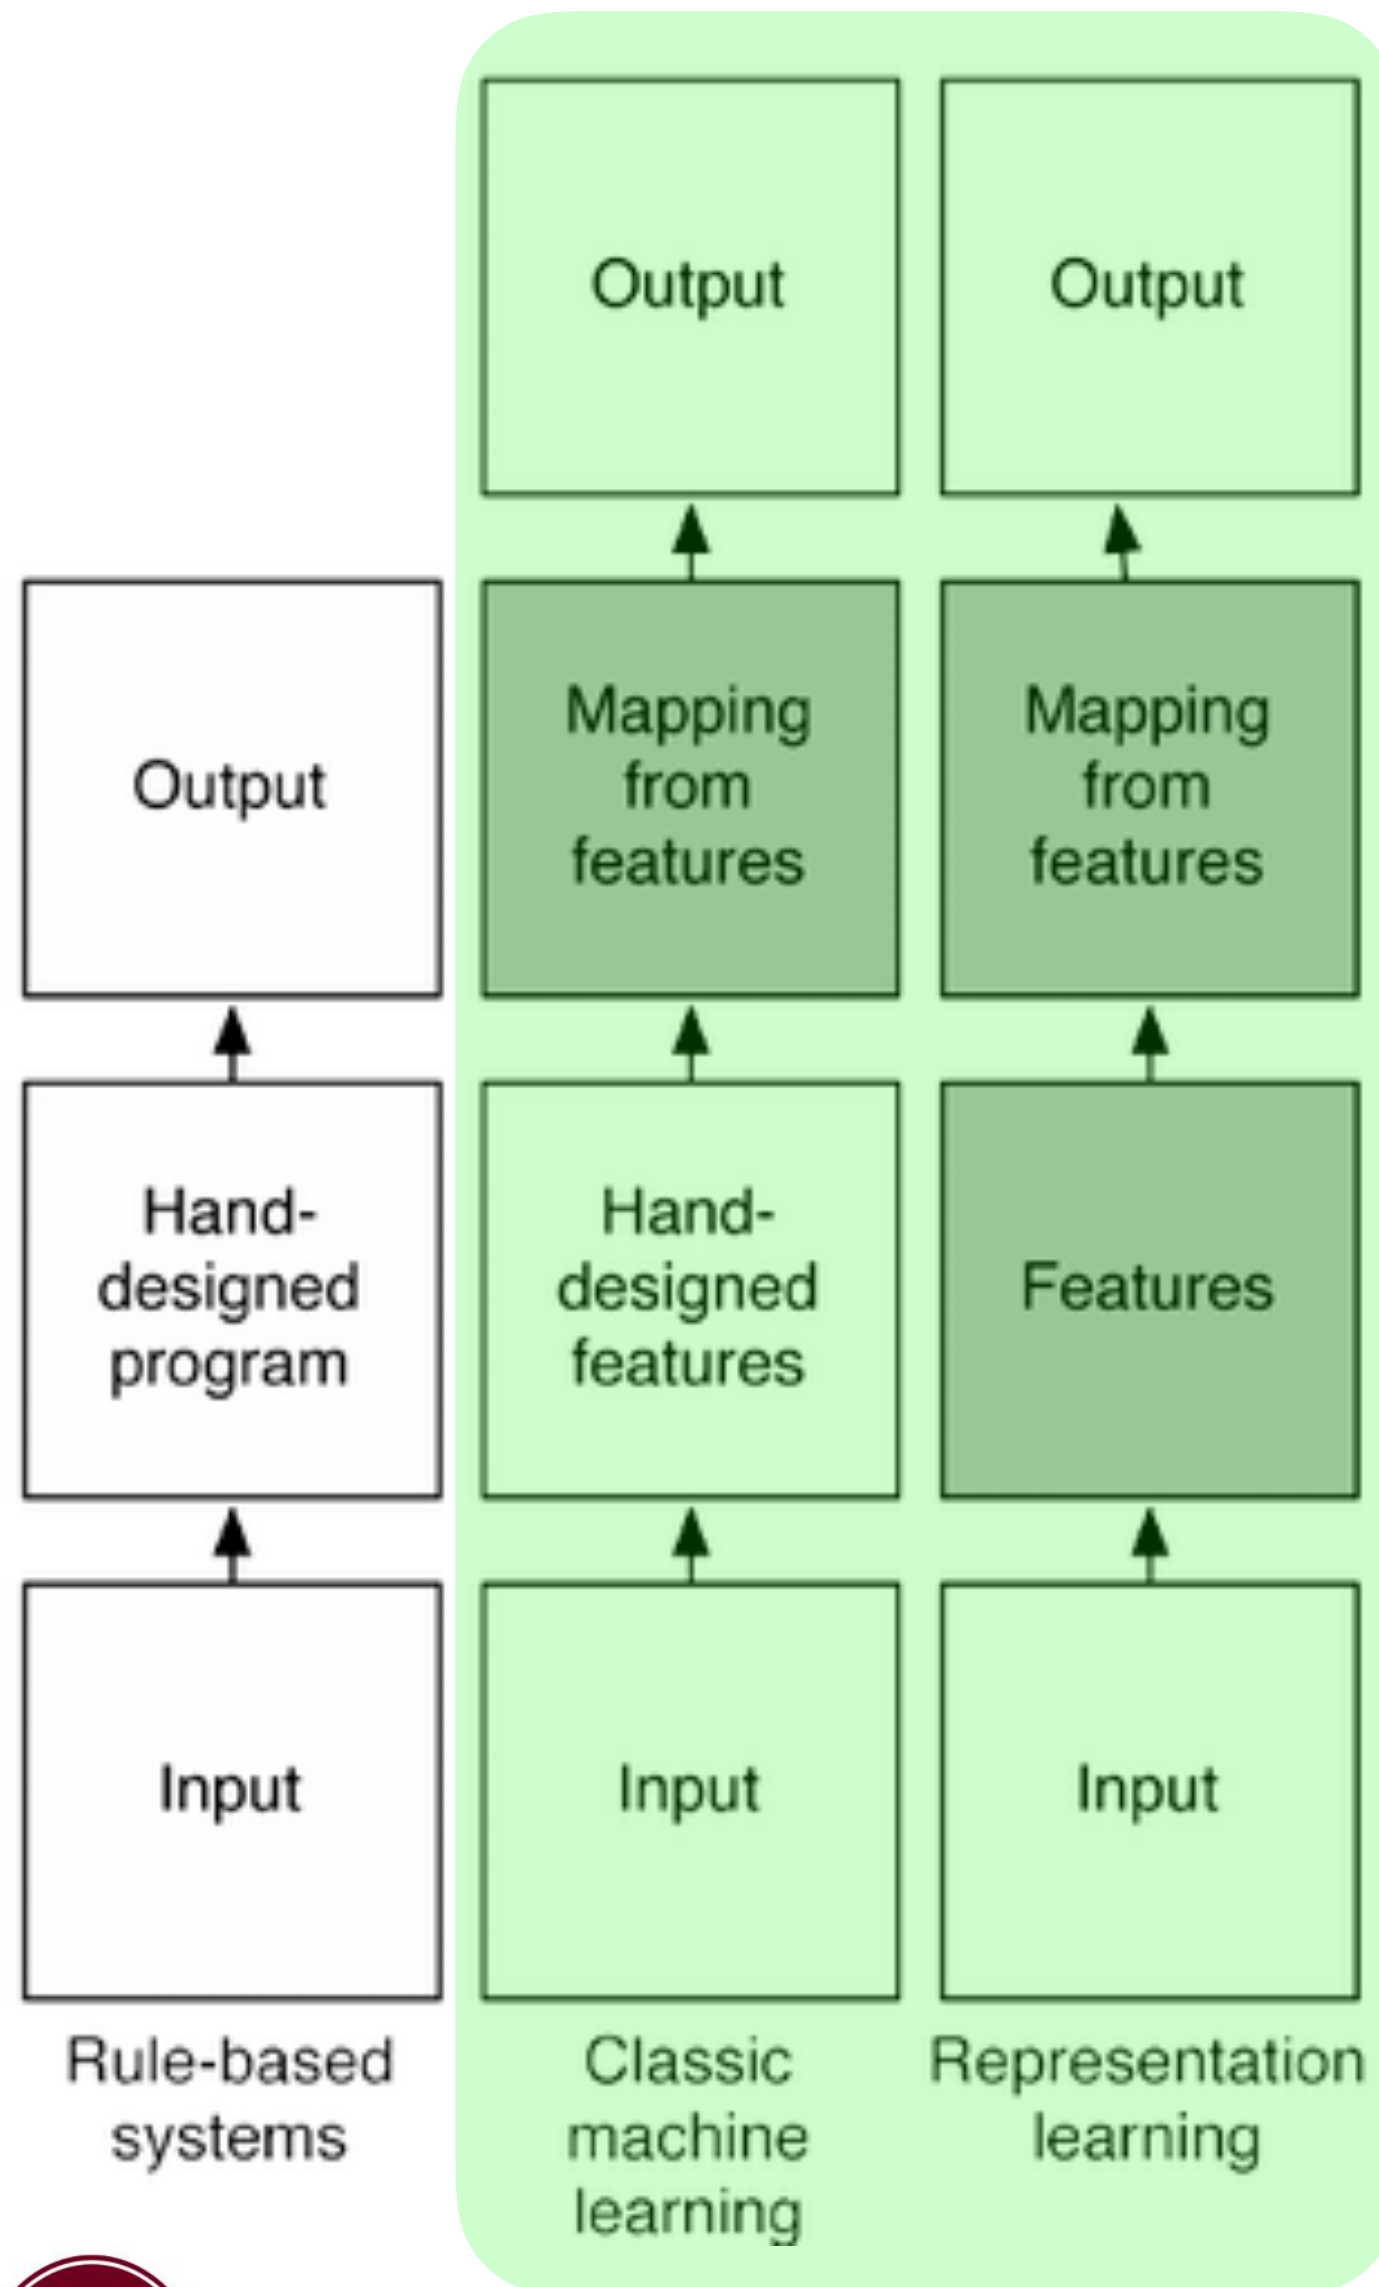 Output
Hand-
designed
program
Input
Rule-based
systems
Output
Mapping
from
features
Hand-
designed
features
Input
Classic
machine
learning
Output
Mapping
from
features
Features
Input
Representation
learning